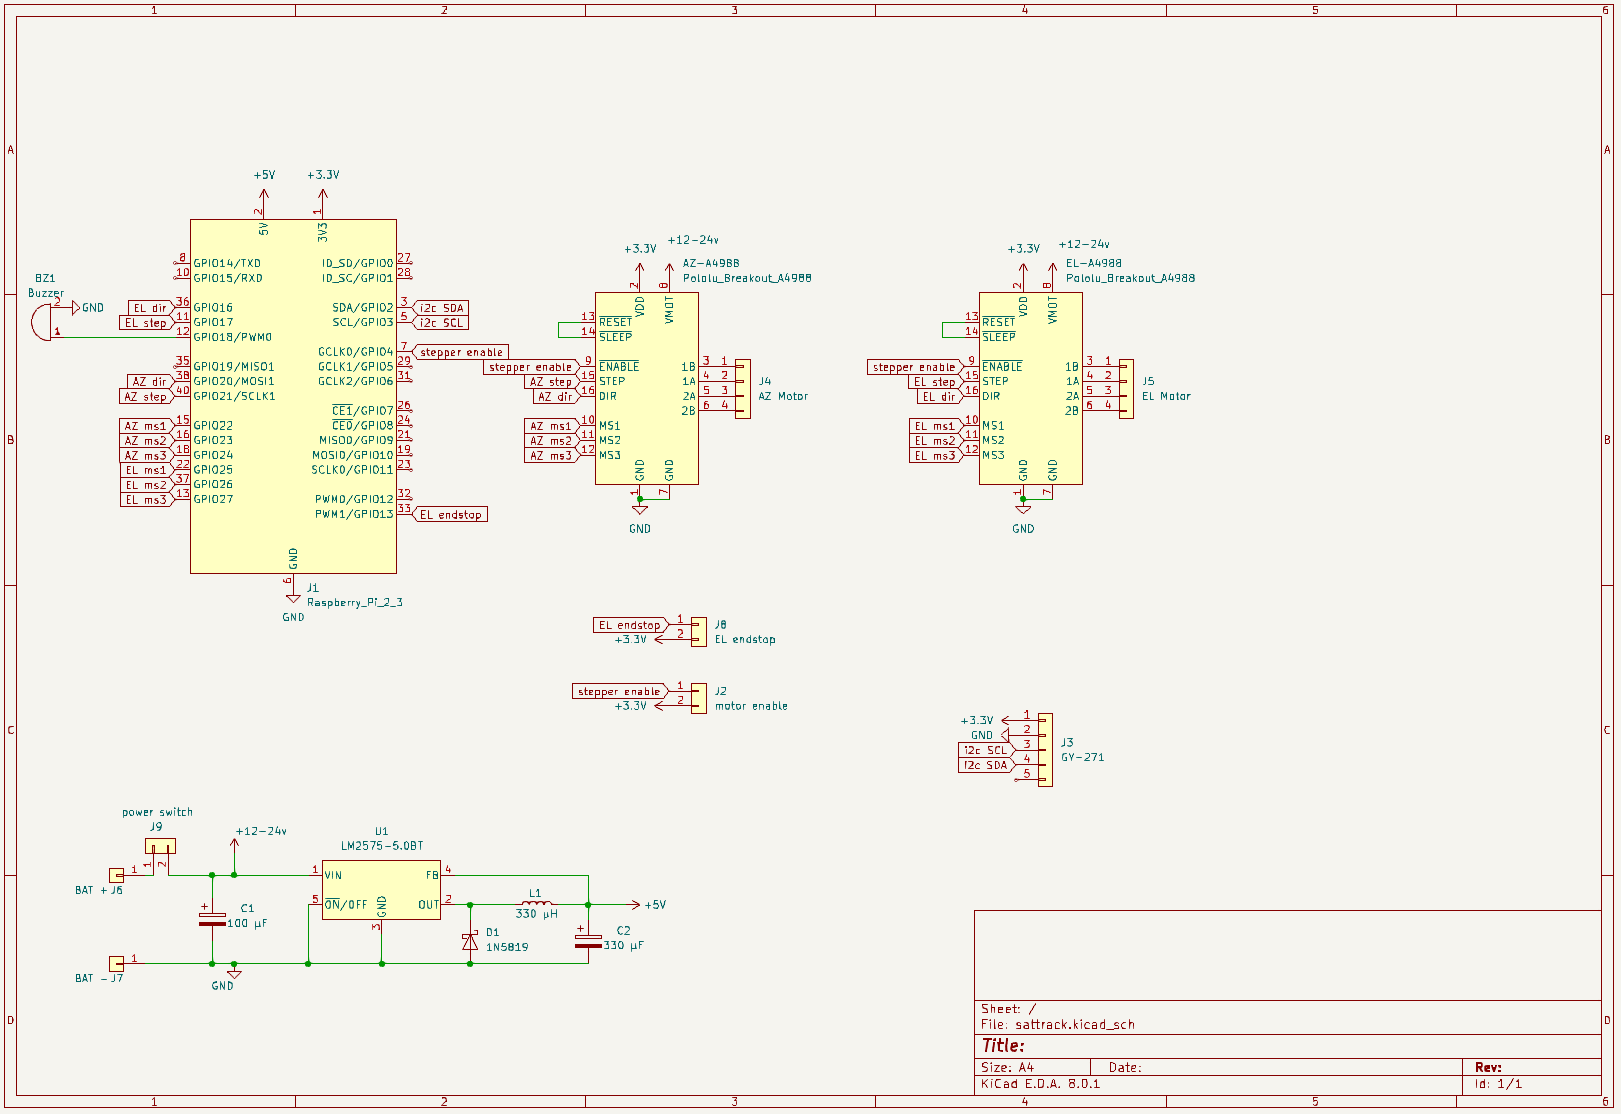 1 2 3 4 5 6
A A
+5V +3.3V
2 1
5V 3V3
8 GPIO14/TXD ID_SD/GPIO0 27
10 GPIO15/RXD ID_SC/GPIO1 28
BZ1
Buzzer
2 GND
1
EL dir 36 GPIO16 SDA/GPIO2 3 i2c SDA
EL step 11 GPIO17 SCL/GPIO3 5 i2c SCL
12 GPIO18/PWM0
GCLK0/GPIO4 7 stepper enable
35 GPIO19/MISO1 GCLK1/GPIO5 29
AZ dir 38 GPIO20/MOSI1 GCLK2/GPIO6 31
AZ step 40 GPIO21/SCLK1
CE1/GPIO7 26
AZ ms1 15 GPIO22 CE0/GPIO8 24
AZ ms2 16 GPIO23 MISO0/GPIO9 21
AZ ms3 18 GPIO24 MOSI0/GPIO10 19
EL ms1 22 GPIO25 SCLK0/GPIO11 23
EL ms2 37 GPIO26
EL ms3 13 GPIO27 PWM0/GPIO12 32
PWM1/GPIO13 33 EL endstop
GND
6
J1
Raspberry_Pi_2_3
GND
+3.3V +12-24v
AZ-A4988
Pololu_Breakout_A4988
2 8
VDD VMOT
13 RESET
14 SLEEP
stepper enable 9 ENABLE 1B 3 1
AZ step 15 STEP 1A 4 2
AZ dir 16 DIR 2A 5 3
2B 6 4
J4
AZ Motor
AZ ms1 10 MS1
AZ ms2 11 MS2
AZ ms3 12 MS3
GND GND
1 7
GND
+3.3V +12-24v
EL-A4988
Pololu_Breakout_A4988
2 8
VDD VMOT
13 RESET
14 SLEEP
stepper enable 9 ENABLE 1B 3 1
EL step 15 STEP 1A 4 2
EL dir 16 DIR 2A 5 3
2B 6 4
J5
EL Motor
EL ms1 10 MS1
EL ms2 11 MS2
EL ms3 12 MS3
GND GND
1 7
GND
B B
EL endstop 1 J8
+3.3V 2 EL endstop
stepper enable 1 J2
+3.3V 2 motor enable
+3.3V 1
GND 2
i2c SCL 3
i2c SDA 4
5
J3
GY-271
C C
power switch
J9
1 2
+12-24v
BAT + J6 1
C1
100 µF
+
U1
LM2575-5.0BT
1 VIN FB 4
5 ON/OFF OUT 2
GND
3
L1
330 µH
+5V
D1
1N5819
+
C2
330 µF
BAT - J7 1
GND
D D
Sheet: /
File: sattrack.kicad_sch
Title:
Size: A4 Date: Rev:
KiCad E.D.A. 8.0.1 Id: 1/1
1 2 3 4 5 6